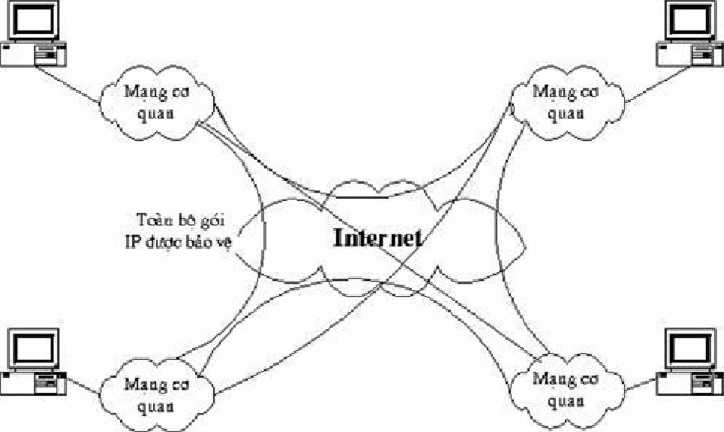 Mạng cơ
quan
Mạng cơ
quan
Toàn bộ gói
IP được bảo vệ
Internet
Mạng cơ
quan
Mạng cơ
quan